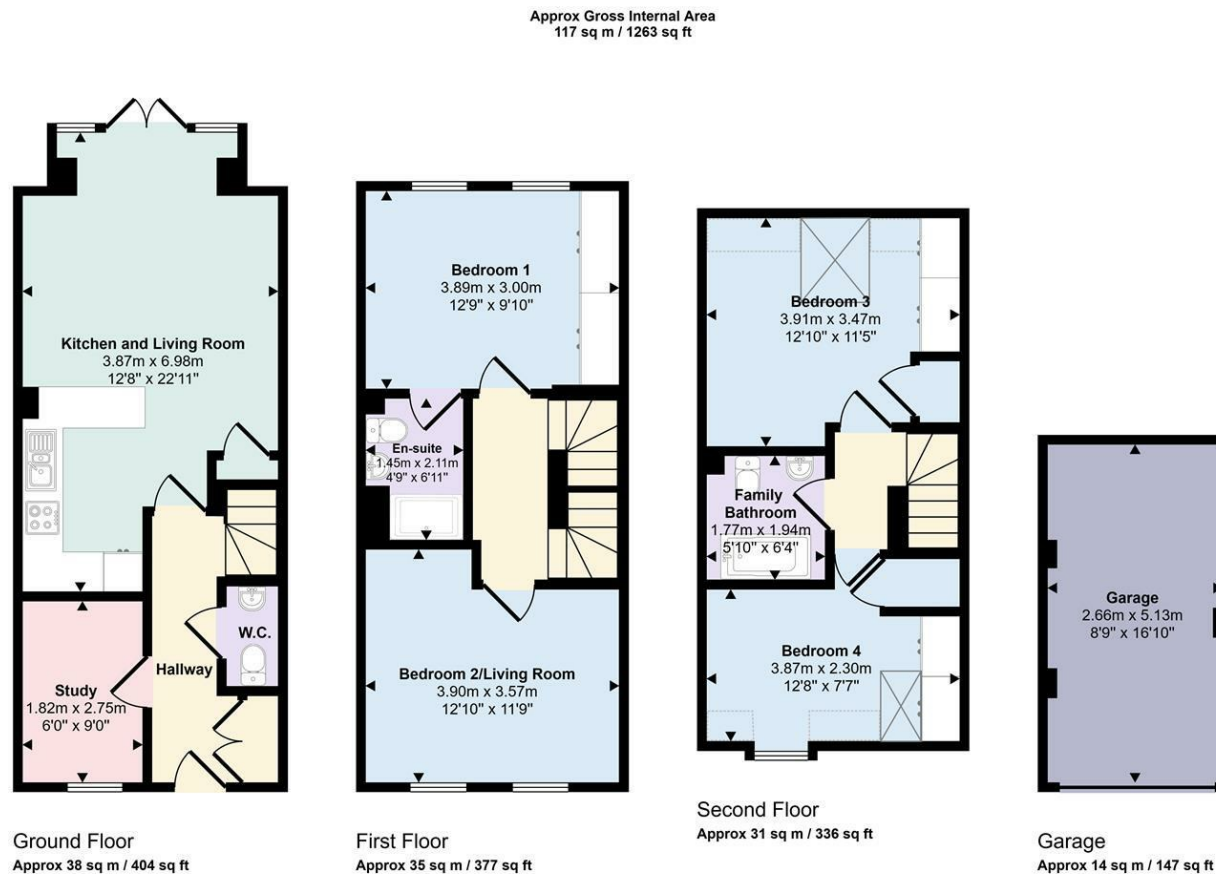 Approx Gross Internal Area
117 sq m / 1263 sq ft
Kitchen and Living Room
3.87m x 6.98m
12'8" x 22'11"
Study
1.82m x 2.75m
6'0" x 9'0"
Hallway
W.C.
Ground Floor
Approx 38 sq m / 404 sq ft
Bedroom 1
3.89m x 3.00m
12'9" x 9'10"
En-suite
1.45m x 2.11m
4'9" x 6'11"
Bedroom 2/Living Room
3.90m x 3.57m
12'10" x 11'9"
First Floor
Approx 35 sq m / 377 sq ft
Bedroom 3
3.91m x 3.47m
12'10" x 11'5"
Family
Bathroom
1.77m x 1.94m
5'10" x 6'4"
Bedroom 4
3.87m x 2.30m
12'8" x 7'7"
Second Floor
Approx 31 sq m / 336 sq ft
Garage
2.66m x 5.13m
8'9" x 16'10"
Garage
Approx 14 sq m / 147 sq ft